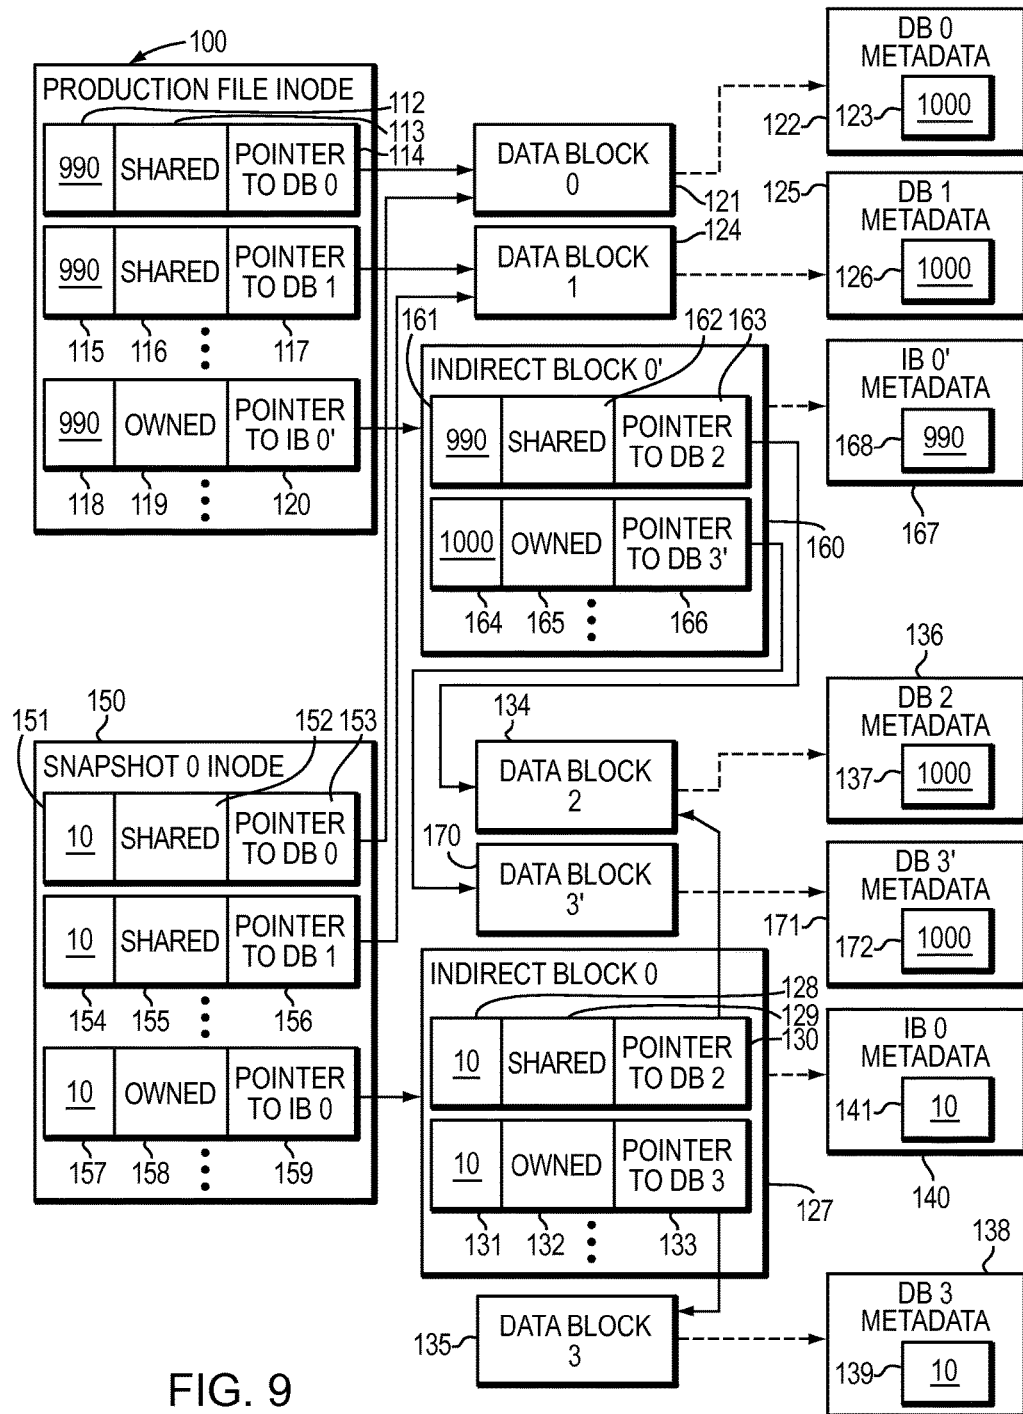 100
PRODUCTION FILE INODE
112
113
114
990
SHARED
POINTER
TO DB 0
990
SHARED
POINTER
TO DB 1
115
116
117
990
OWNED
POINTER
TO IB 0'
118
119
120
DATA BLOCK
0
121
124
DATA BLOCK
1
DB 0
METADATA
122
123
1000
125
DB 1
METADATA
126
1000
161
162
163
INDIRECT BLOCK 0'
990
SHARED
POINTER
TO DB 2
1000
OWNED
POINTER
TO DB 3'
160
164
165
166
IB 0'
METADATA
168
990
167
150
151
152
153
SNAPSHOT 0 INODE
10
SHARED
POINTER
TO DB 0
10
SHARED
POINTER
TO DB 1
154
155
156
10
OWNED
POINTER
TO IB 0
157
158
159
134
DATA BLOCK
2
170
DATA BLOCK
3'
136
DB 2
METADATA
137
1000
DB 3'
METADATA
171
172
1000
INDIRECT BLOCK 0
128
129
130
10
SHARED
POINTER
TO DB 2
10
OWNED
POINTER
TO DB 3
127
131
132
133
IB 0
METADATA
141
10
140
135
DATA BLOCK
3
138
DB 3
METADATA
139
10
FIG. 9